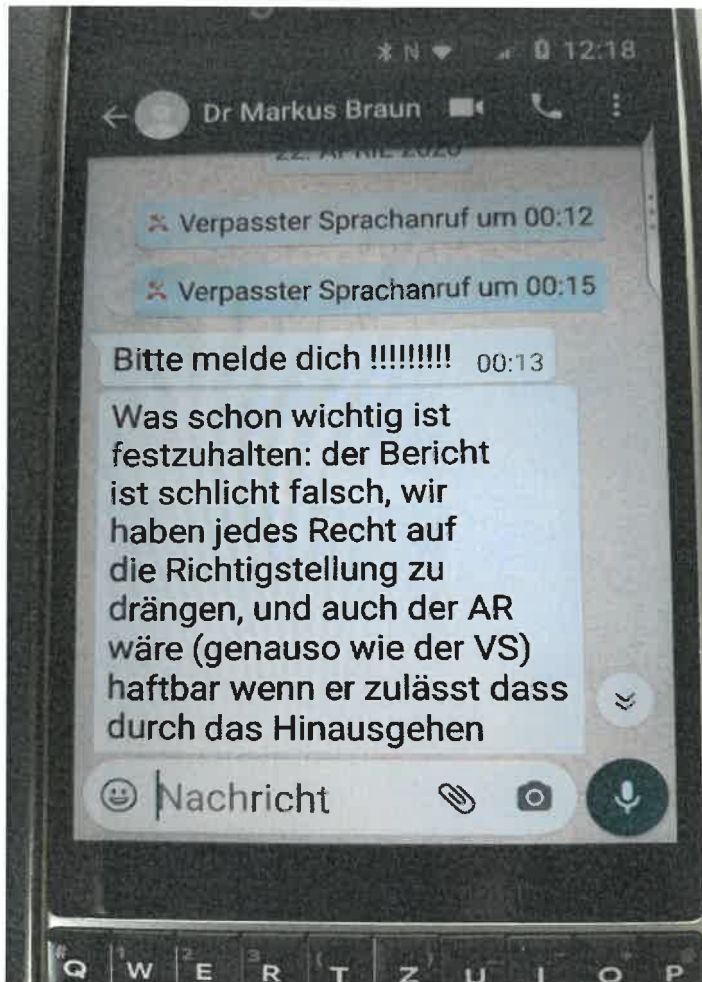 N 12:18
Dr Markus Braun
22. APRIL 2020
Verpasster Sprachanruf um 00:12
Verpasster Sprachanruf um 00:15
Bitte melde dich !!!!!!!!! 00:13
Was schon wichtig ist
festzuhalten: der Bericht
ist schlicht falsch, wir
haben jedes Recht auf
die Richtigstellung zu
drängen, und auch der AR
wäre (genauso wie der VS)
haftbar wenn er zulässt dass
durch das Hinausgehen
Nachricht
Q W E R T Z U I O P